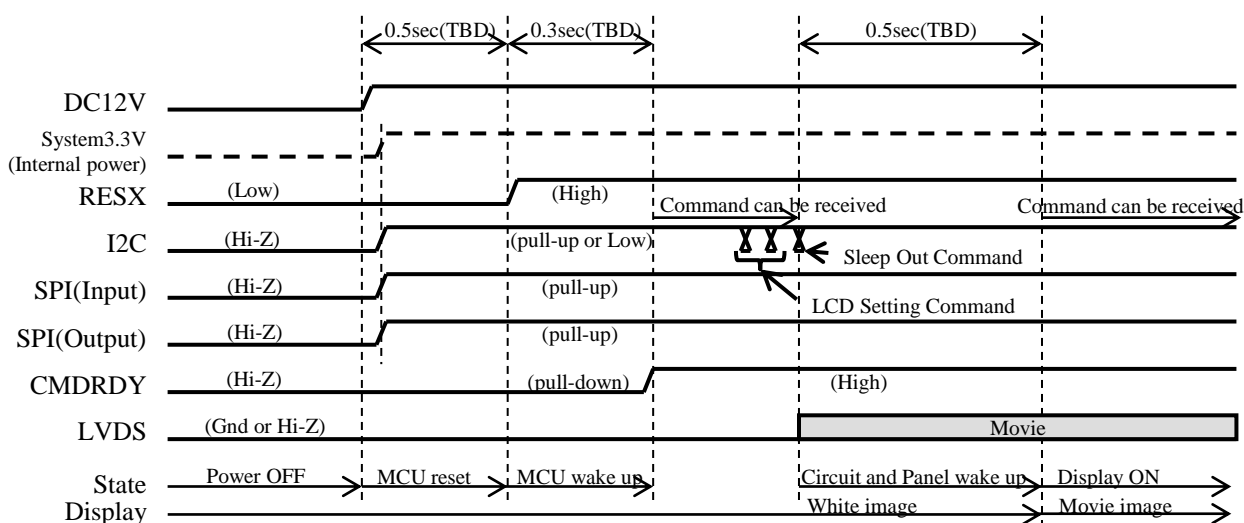 0.5sec(TBD) 0.3sec(TBD) 0.5sec(TBD)
DC12V
System3.3V
(Internal power)
RESX (Low) (High)
Command can be received Command can be received
I2C (Hi-Z) (pull-up or Low)
Sleep Out Command
SPI(Input) (Hi-Z) (pull-up)
LCD Setting Command
SPI(Output) (Hi-Z) (pull-up)
CMDRDY (Hi-Z) (pull-down) (High)
LVDS (Gnd or Hi-Z) Movie
State Power OFF MCU reset MCU wake up Circuit and Panel wake up Display ON
Display White image Movie image